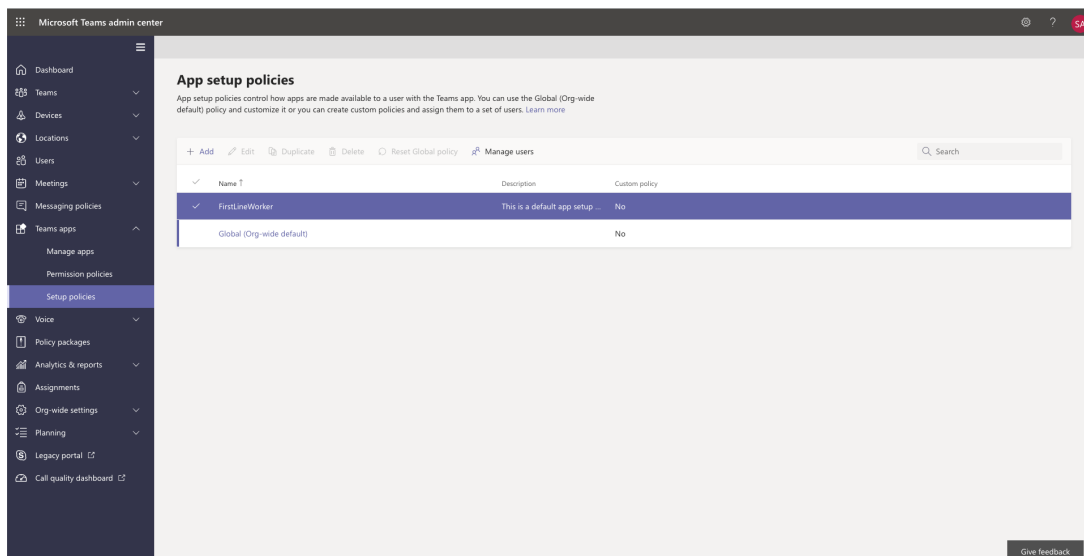 Microsoft Teams admin center
SA
Dashboard
Teams
Devices
Locations
Users
Meetings
Messaging policies
Teams apps
Manage apps
Permission policies
Setup policies
Voice
Policy packages
Analytics & reports
Assignments
Org-wide settings
Planning
Legacy portal
Call quality dashboard
App setup policies
App setup policies control how apps are made available to a user with the Teams app. You can use the Global (Org-wide
default) policy and customize it or you can create custom policies and assign them to a set of users. Learn more
+ Add Edit Duplicate Delete Reset Global policy Manage users Search
Name ↑ Description Custom policy
FirstLineWorker This is a default app setup ... No
Global (Org-wide default) No
Give feedback